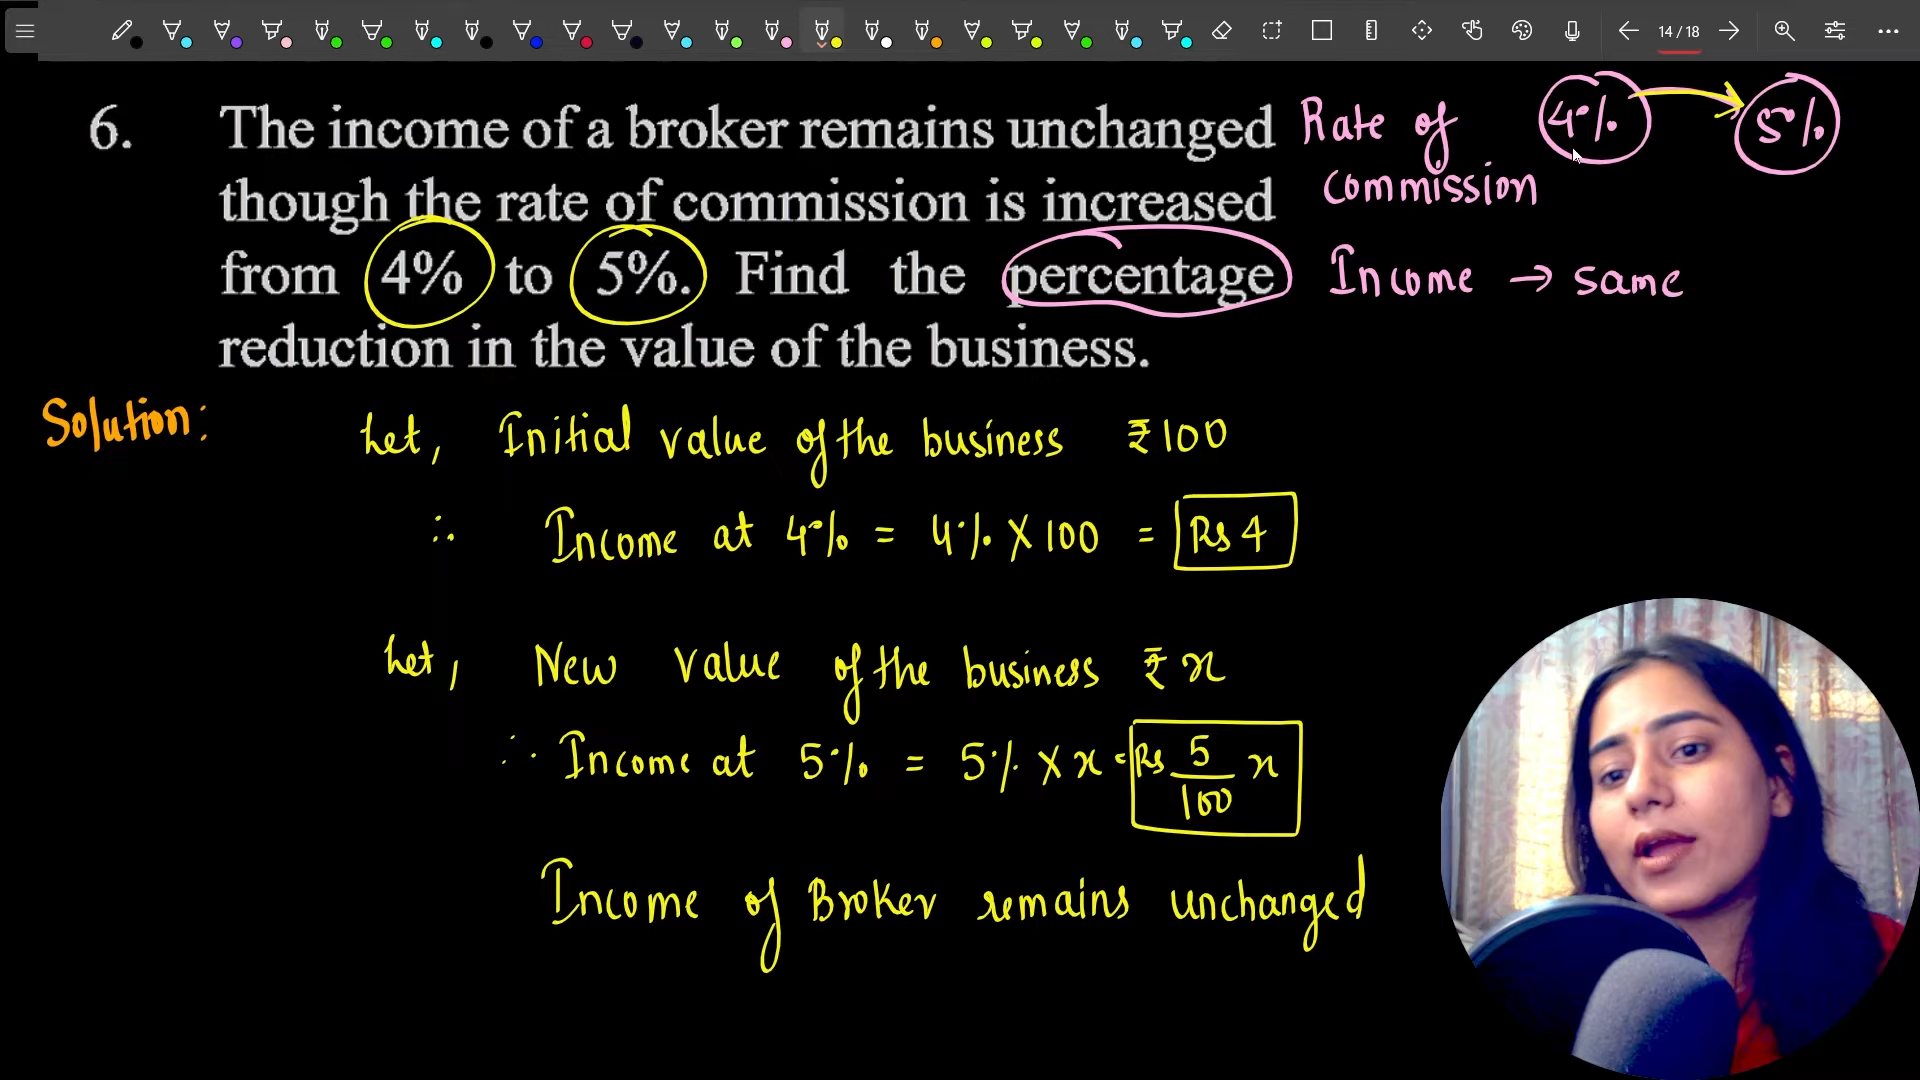 14 / 18
6. The income of a broker remains unchanged
though the rate of commission is increased
from 4% to 5%. Find the percentage
reduction in the value of the business.
Rate of 4% → 5%
commission
Income → same
Solution:
Let, Initial value of the business ₹100
∴ Income at 4% = 4% × 100 = Rs 4
Let, New value of the business ₹ x
∴ Income at 5% = 5% × x = Rs 5/100 x
Income of Broker remains unchanged